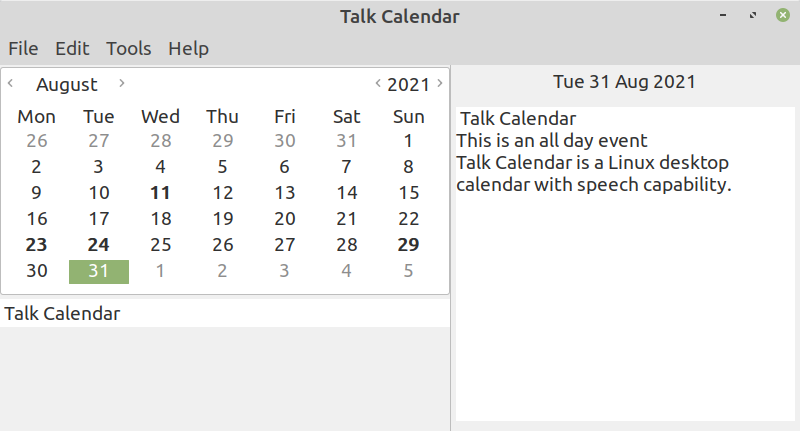 Talk Calendar
File Edit Tools Help
August 2021
Mon Tue Wed Thu Fri Sat Sun
26 27 28 29 30 31 1
2 3 4 5 6 7 8
9 10 11 12 13 14 15
16 17 18 19 20 21 22
23 24 25 26 27 28 29
30 31 1 2 3 4 5
Talk Calendar
Tue 31 Aug 2021
Talk Calendar
This is an all day event
Talk Calendar is a Linux desktop
calendar with speech capability.